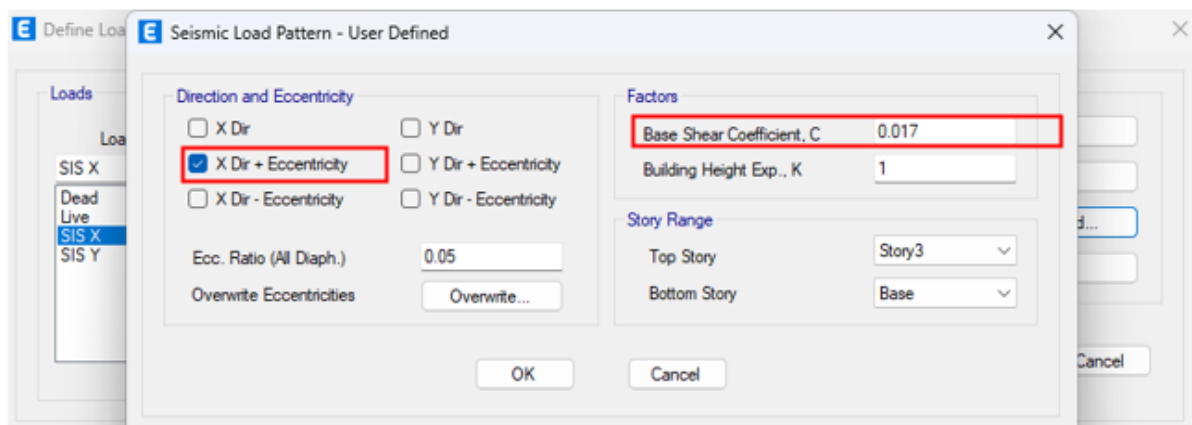 E Define Loa
E Seismic Load Pattern - User Defined
Loads
Loa
SIS X
Dead
Live
SIS X
SIS Y
Direction and Eccentricity
X Dir
Y Dir
X Dir + Eccentricity
Y Dir + Eccentricity
X Dir - Eccentricity
Y Dir - Eccentricity
Ecc. Ratio (All Diaph.)
0.05
Overwrite Eccentricities
Overwrite...
Factors
Base Shear Coefficient, C
0.017
Building Height Exp., K
1
Story Range
Top Story
Story3
Bottom Story
Base
OK
Cancel
d...
Cancel